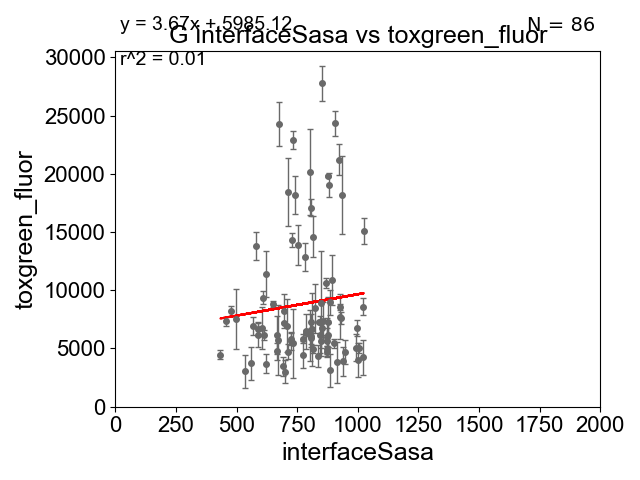 y = 3.67x + 5985.12
N = 86
G InterfaceSasa vs toxgreen_fluor
r^2 = 0.01
30000
25000
20000
15000
10000
5000
0
toxgreen_fluor
0 250 500 750 1000 1250 1500 1750 2000
interfaceSasa